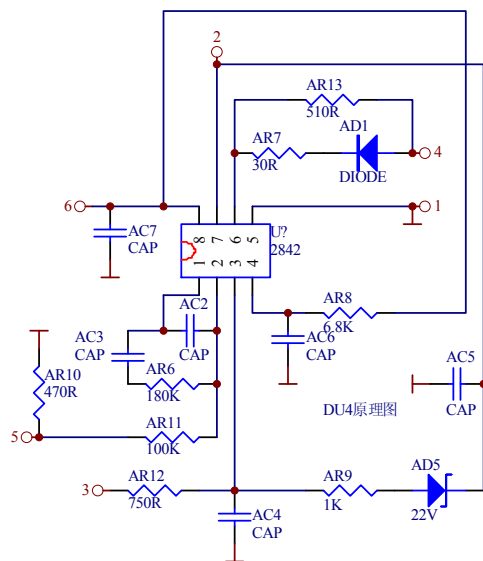 2
AR13
510R
AR7
30R
AD1
DIODE
4
6
1
AC7
CAP
8
7
6
5
U?
2842
1
2
3
4
AC2
CAP
AC3
CAP
AR6
180K
AR8
6.8K
AC6
CAP
AC5
CAP
AR10
470R
DU4原理图
5
AR11
100K
3
AR12
750R
AR9
1K
AD5
22V
AC4
CAP